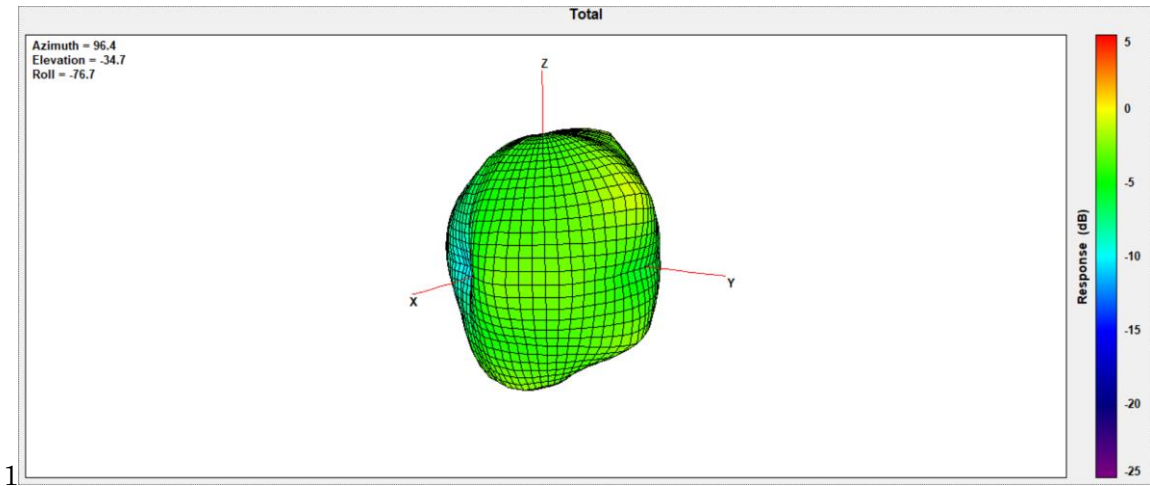 Total
Azimuth = 96.4
Elevation = -34.7
Roll = -76.7
Z
X
Y
5
0
-5
-10
-15
-20
-25
Response (dB)
1